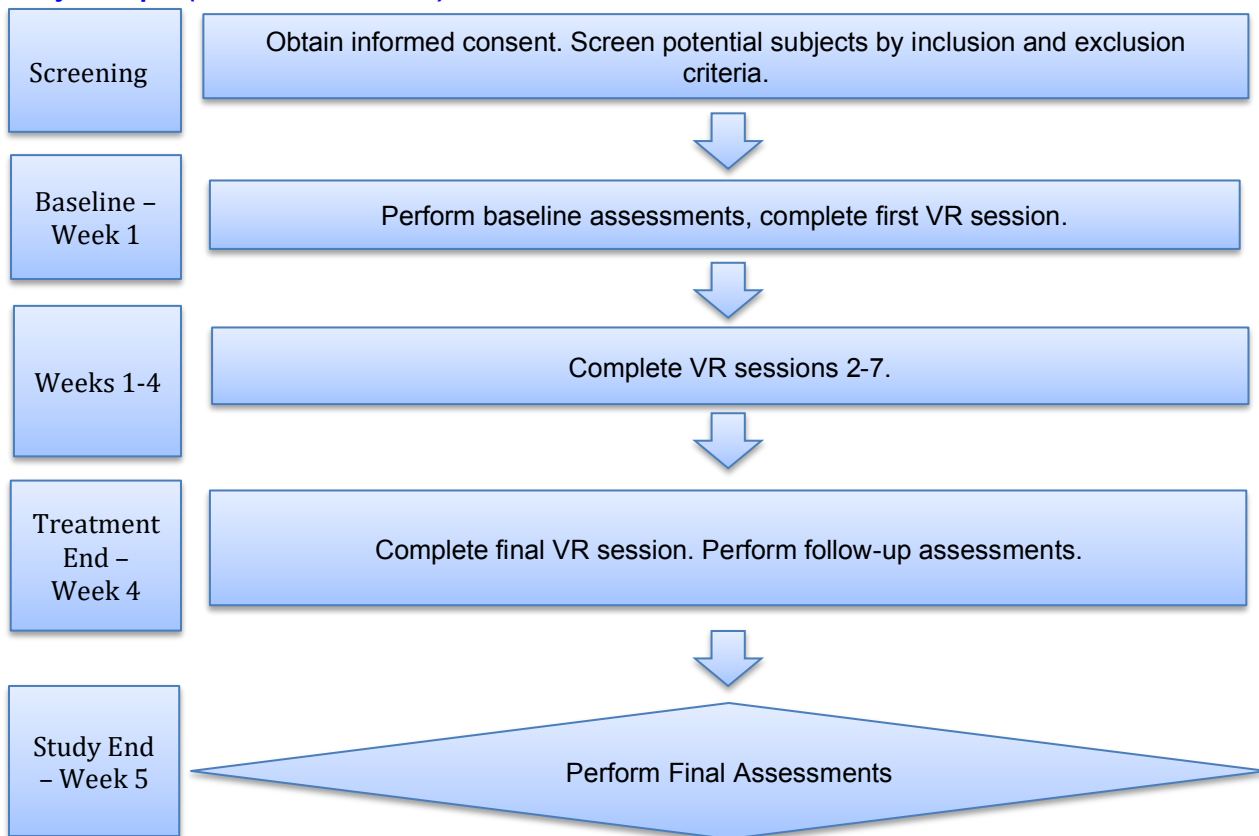 Screening
Obtain informed consent. Screen potential subjects by inclusion and exclusion
criteria.
Baseline –
Week 1
Perform baseline assessments, complete first VR session.
Weeks 1-4
Complete VR sessions 2-7.
Treatment
End –
Week 4
Complete final VR session. Perform follow-up assessments.
Study End
– Week 5
Perform Final Assessments